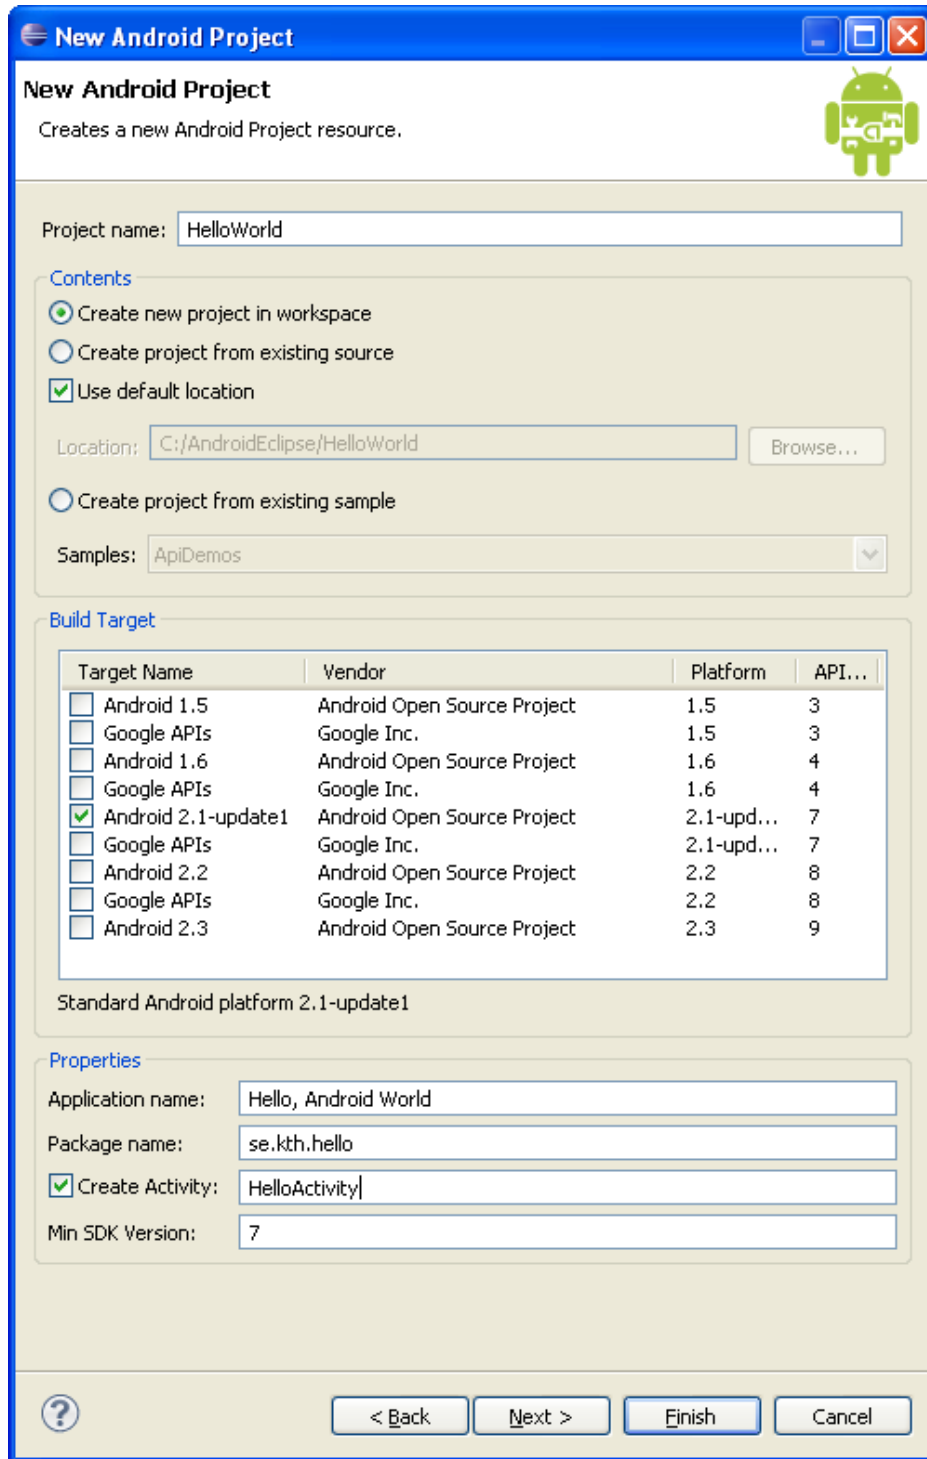 New Android Project
New Android Project
Creates a new Android Project resource.
Project name: HelloWorld
Contents
Create new project in workspace
Create project from existing source
Use default location
Location: C:/AndroidEclipse/HelloWorld Browse...
Create project from existing sample
Samples: ApiDemos
Build Target
Target Name Vendor Platform API...
Android 1.5 Android Open Source Project 1.5 3
Google APIs Google Inc. 1.5 3
Android 1.6 Android Open Source Project 1.6 4
Google APIs Google Inc. 1.6 4
Android 2.1-update1 Android Open Source Project 2.1-upd... 7
Google APIs Google Inc. 2.1-upd... 7
Android 2.2 Android Open Source Project 2.2 8
Google APIs Google Inc. 2.2 8
Android 2.3 Android Open Source Project 2.3 9
Standard Android platform 2.1-update1
Properties
Application name: Hello, Android World
Package name: se.kth.hello
Create Activity: HelloActivity
Min SDK Version: 7
? < Back Next > Finish Cancel